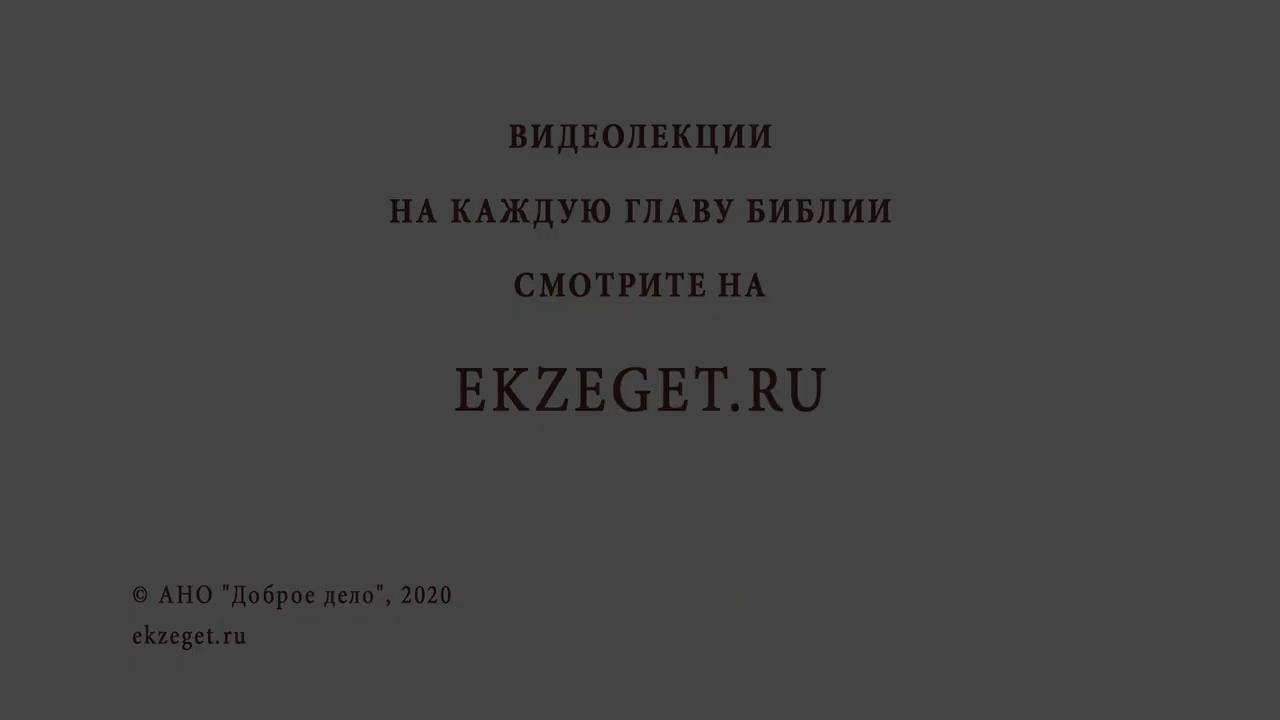 ВИДЕОЛЕКЦИИ
НА КАЖДУЮ ГЛАВУ БИБЛИИ
СМОТРИТЕ НА
EKZEGET.RU
© АНО "Доброе дело", 2020
ekzeget.ru